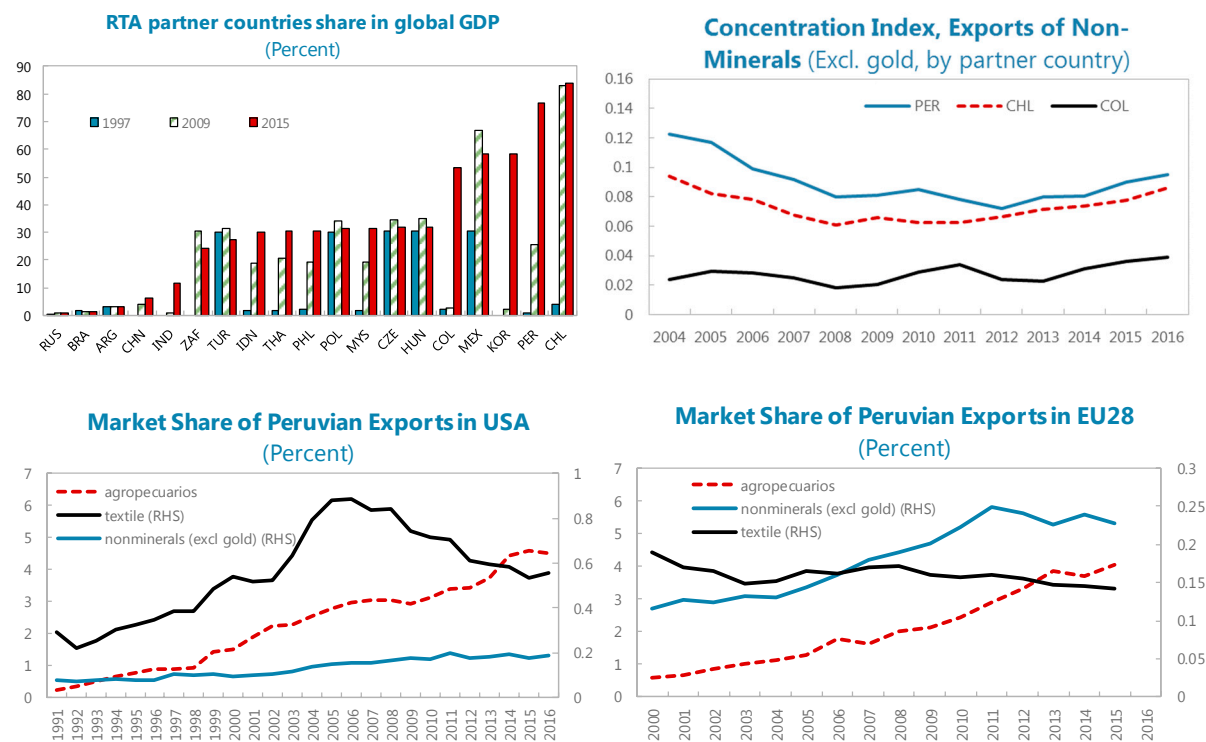 RTA partner countries share in global GDP
(Percent)
90
80
70
60
50
40
30
20
10
0
1997 2009 2015
RUS BRA ARG CHN IND ZAF TUR IDN THA PHL POL MYS CZE HUN COL MEX KOR PER CHL
Concentration Index, Exports of Non-
Minerals (Excl. gold, by partner country)
0.16
0.14
0.12
0.1
0.08
0.06
0.04
0.02
0
PER CHL COL
2004 2005 2006 2007 2008 2009 2010 2011 2012 2013 2014 2015 2016
Market Share of Peruvian Exports in USA
(Percent)
7
6
5
4
3
2
1
0
agropecuarios
textile (RHS)
nonminerals (excl gold) (RHS)
1
0.8
0.6
0.4
0.2
0
1991 1992 1993 1994 1995 1996 1997 1998 1999 2000 2001 2002 2003 2004 2005 2006 2007 2008 2009 2010 2011 2012 2013 2014 2015 2016
Market Share of Peruvian Exports in EU28
(Percent)
7
6
5
4
3
2
1
0
agropecuarios
nonminerals (excl gold) (RHS)
textile (RHS)
0.3
0.25
0.2
0.15
0.1
0.05
0
2000 2001 2002 2003 2004 2005 2006 2007 2008 2009 2010 2011 2012 2013 2014 2015 2016